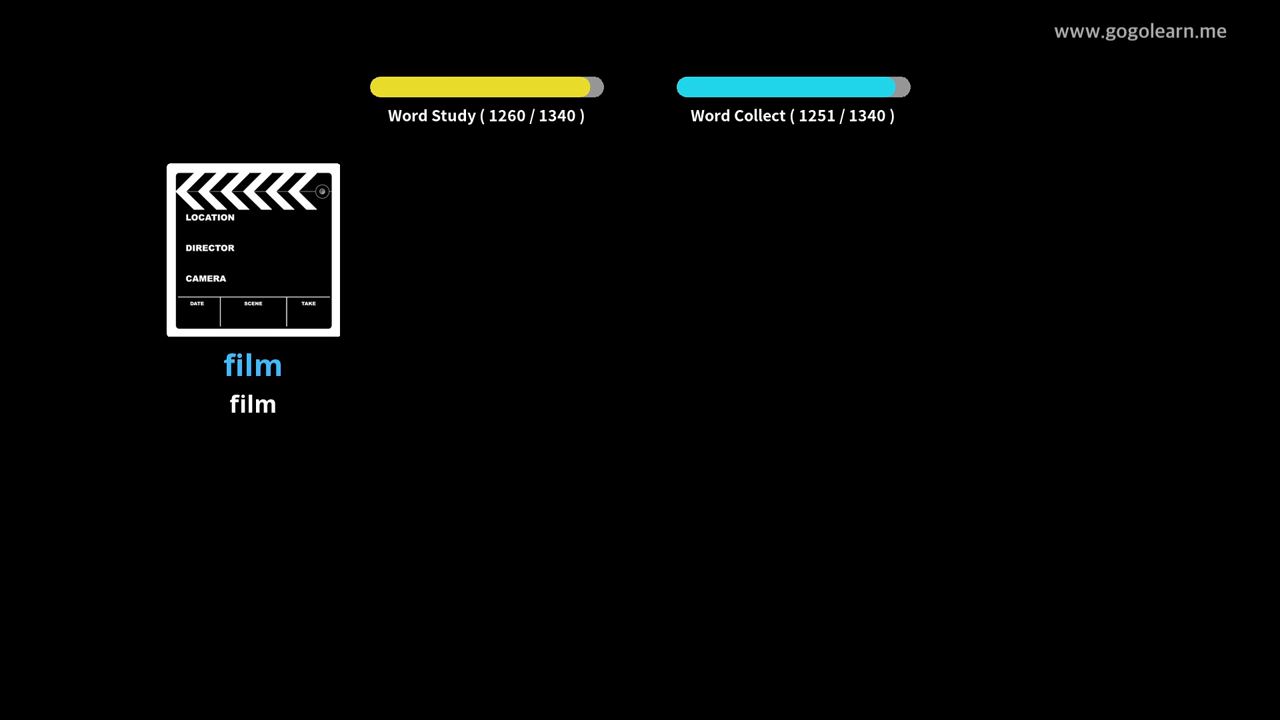 www.gogolearn.me
Word Study ( 1260 / 1340 )
Word Collect ( 1251 / 1340 )
LOCATION
DIRECTOR
CAMERA
DATE SCENE TAKE
film
film